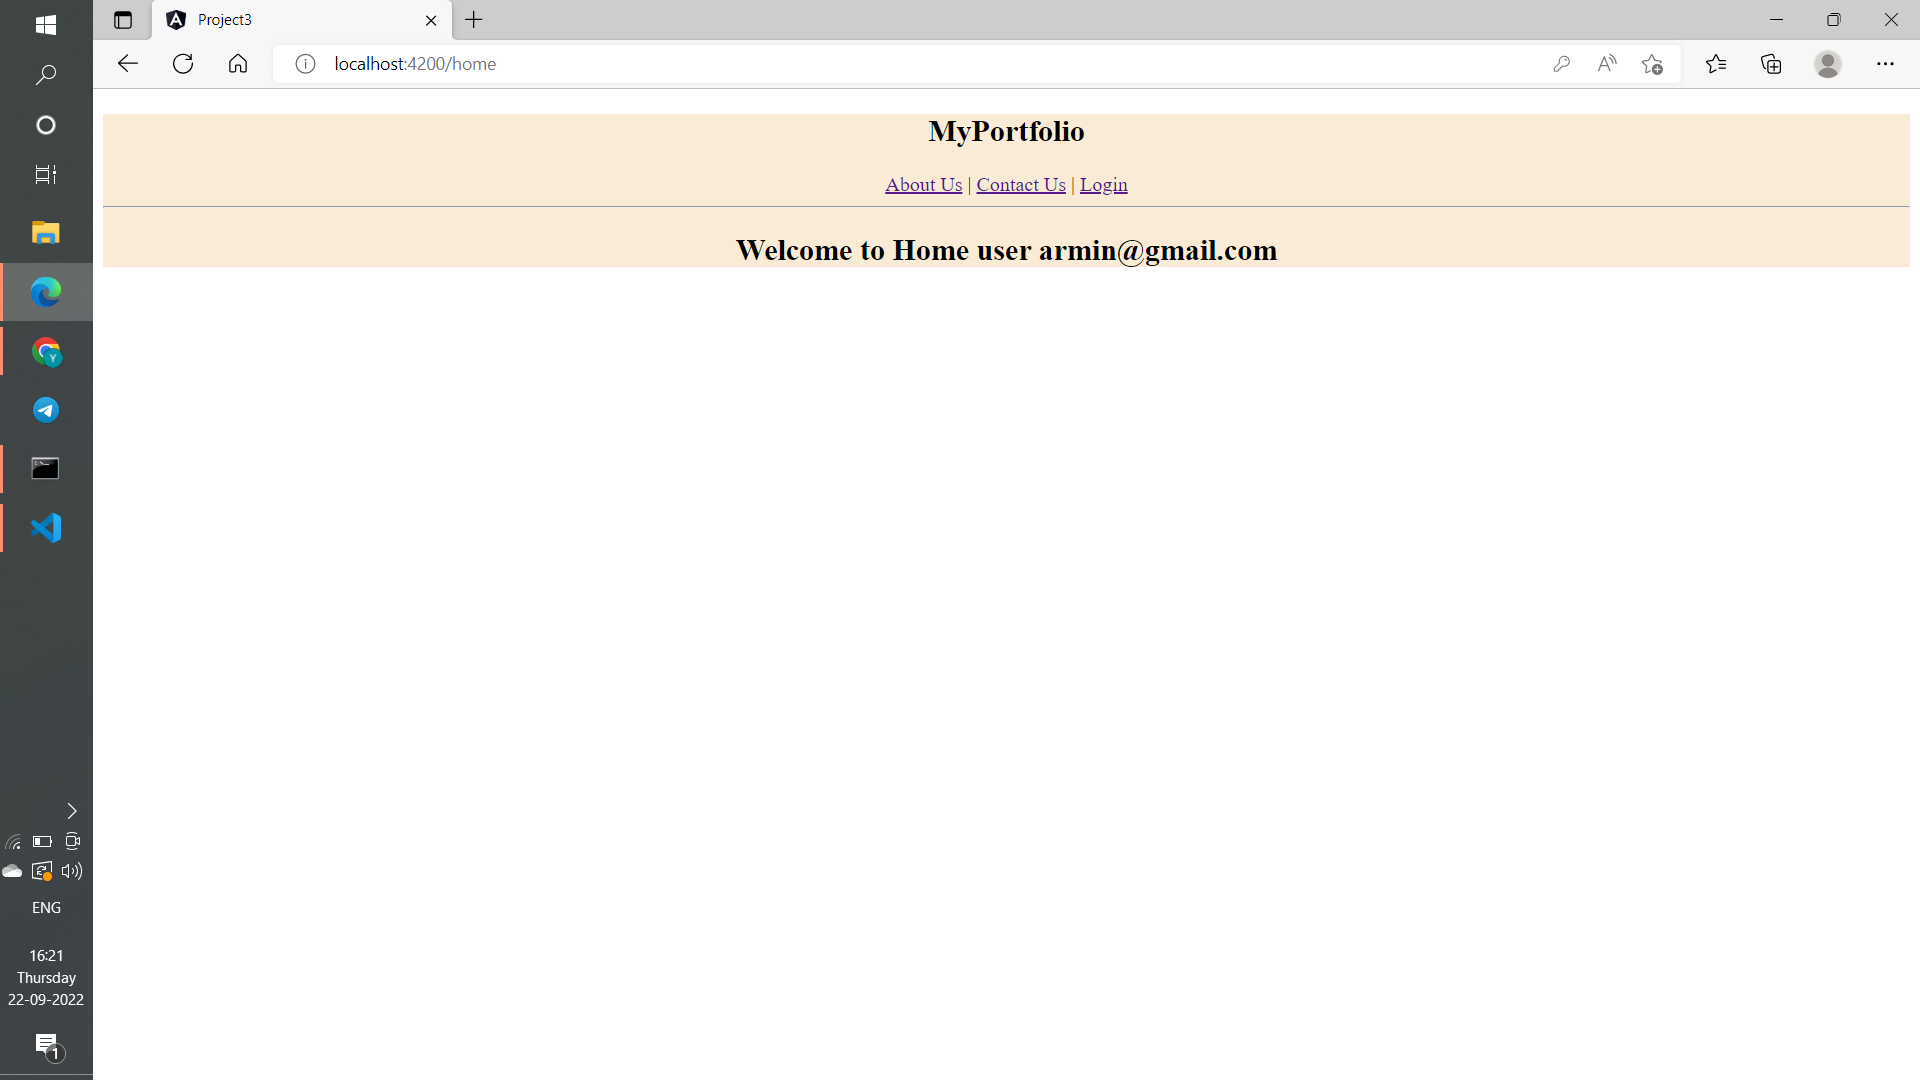 Project3
localhost:4200/home
MyPortfolio
About Us | Contact Us | Login
Welcome to Home user armin@gmail.com
Y
ENG
16:21
Thursday
22-09-2022
1